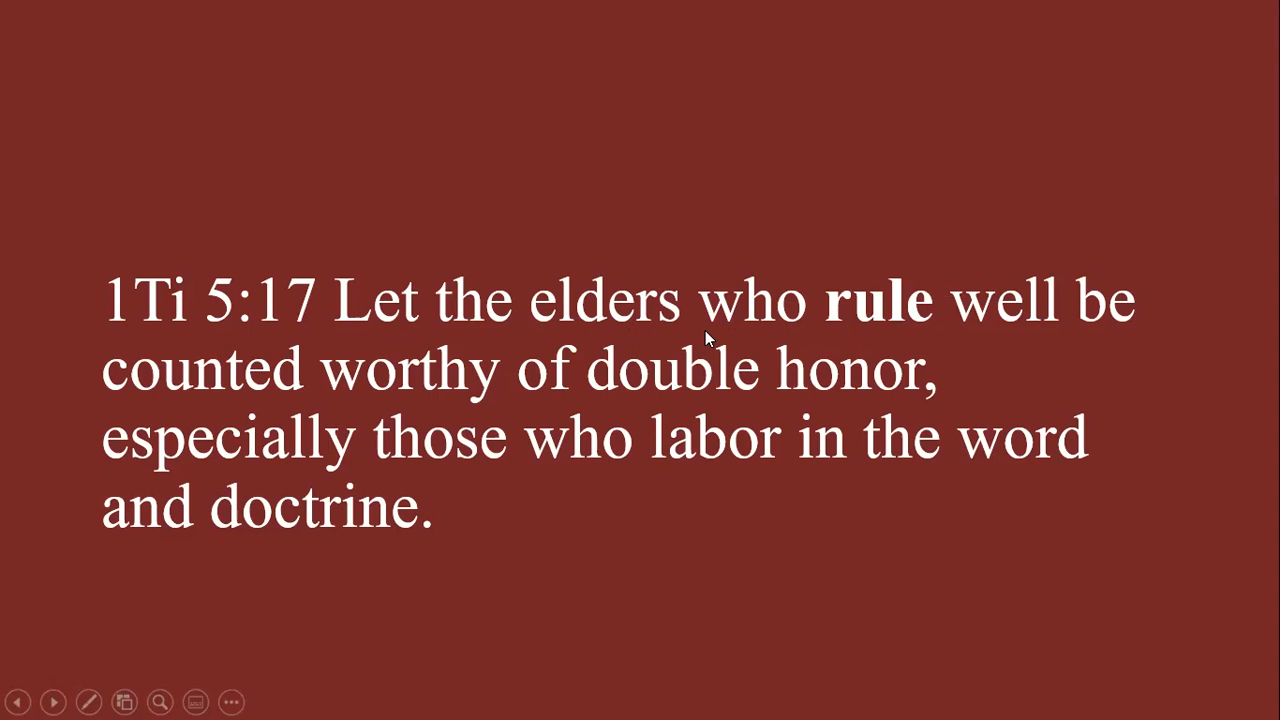 1Ti 5:17 Let the elders who rule well be
counted worthy of double honor,
especially those who labor in the word
and doctrine.